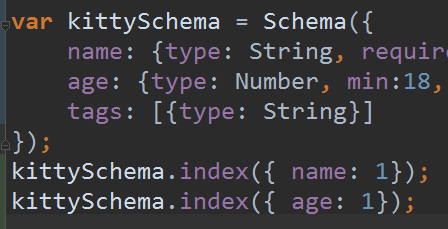 var kittySchema = Schema({
name: {type: String, require
age: {type: Number, min:18,
tags: [{type: String}]
});
kittySchema.index({ name: 1});
kittySchema.index({ age: 1});